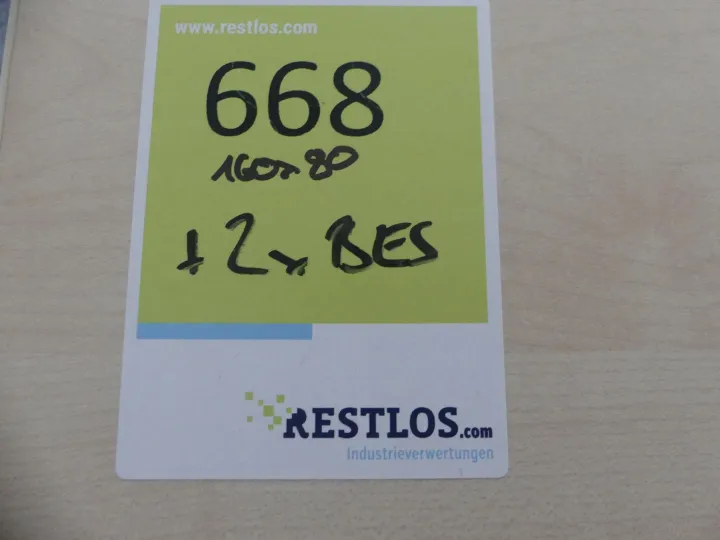 www.restlos.com
668
160x80
+ 2x BES
RESTLOS.com
Industrieverwertungen